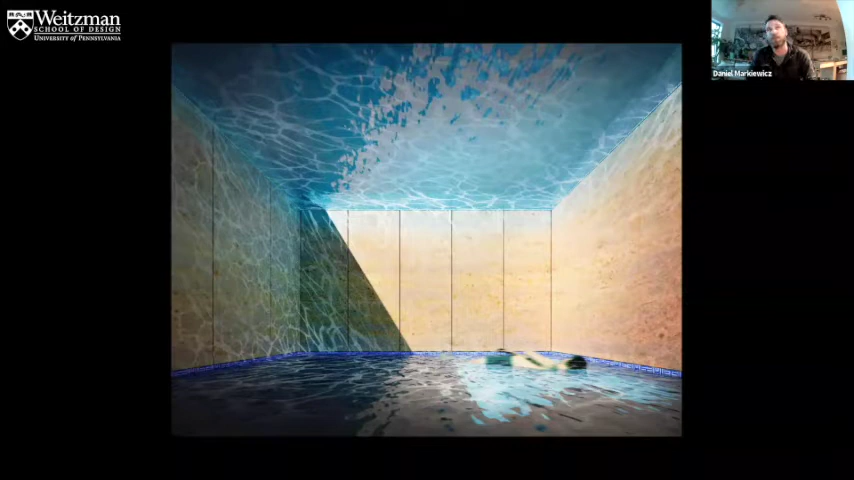 Weitzman
SCHOOL OF DESIGN
UNIVERSITY of PENNSYLVANIA
Daniel Markiewicz